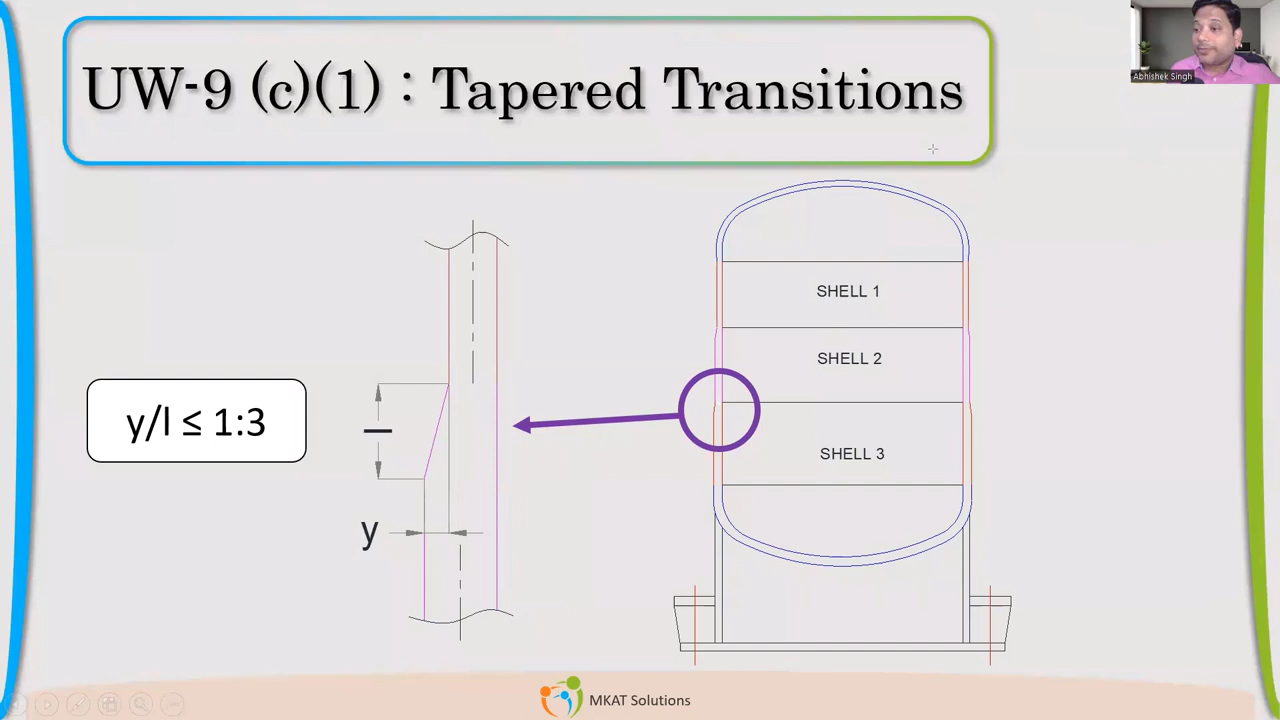 UW-9 (c)(1) : Tapered Transitions
Abhishek Singh
SHELL 1
SHELL 2
SHELL 3
y/l ≤ 1:3
l
y
MKAT Solutions